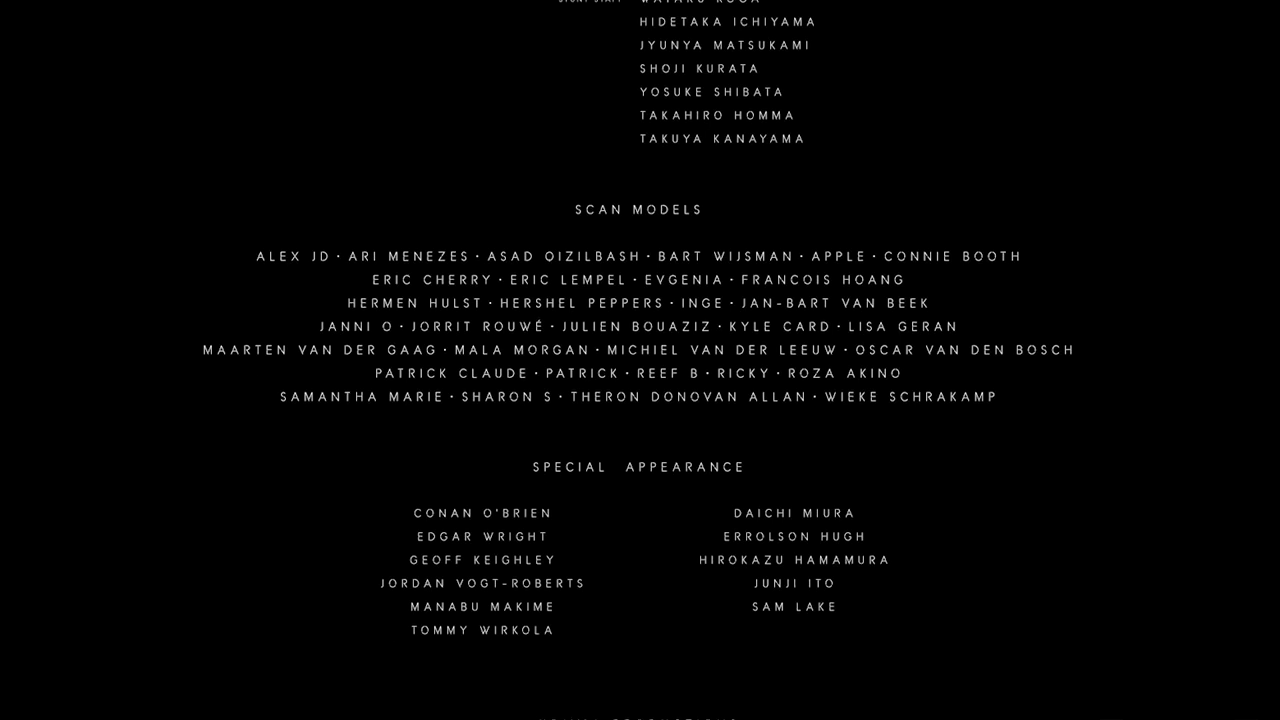 HIDETAKA ICHIYAMA
JYUNYA MATSUKAMI
SHOJI KURATA
YOSUKE SHIBATA
TAKAHIRO HOMMA
TAKUYA KANAYAMA
SCAN MODELS
ALEX JD · ARI MENEZES · ASAD QIZILBASH · BART WIJSMAN · APPLE · CONNIE BOOTH
ERIC CHERRY · ERIC LEMPEL · EVGENIA · FRANCOIS HOANG
HERMEN HULST · HERSHEL PEPPERS · INGE · JAN-BART VAN BEEK
JANNI O · JORRIT ROUWÉ · JULIEN BOUAZIZ · KYLE CARD · LISA GERAN
MAARTEN VAN DER GAAG · MALA MORGAN · MICHIEL VAN DER LEEUW · OSCAR VAN DEN BOSCH
PATRICK CLAUDE · PATRICK · REEF B · RICKY · ROZA AKINO
SAMANTHA MARIE · SHARON S · THERON DONOVAN ALLAN · WIEKE SCHRAKAMP
SPECIAL APPEARANCE
CONAN O'BRIEN
EDGAR WRIGHT
GEOFF KEIGHLEY
JORDAN VOGT-ROBERTS
MANABU MAKIME
TOMMY WIRKOLA
DAICHI MIURA
ERROLSON HUGH
HIROKAZU HAMAMURA
JUNJI ITO
SAM LAKE